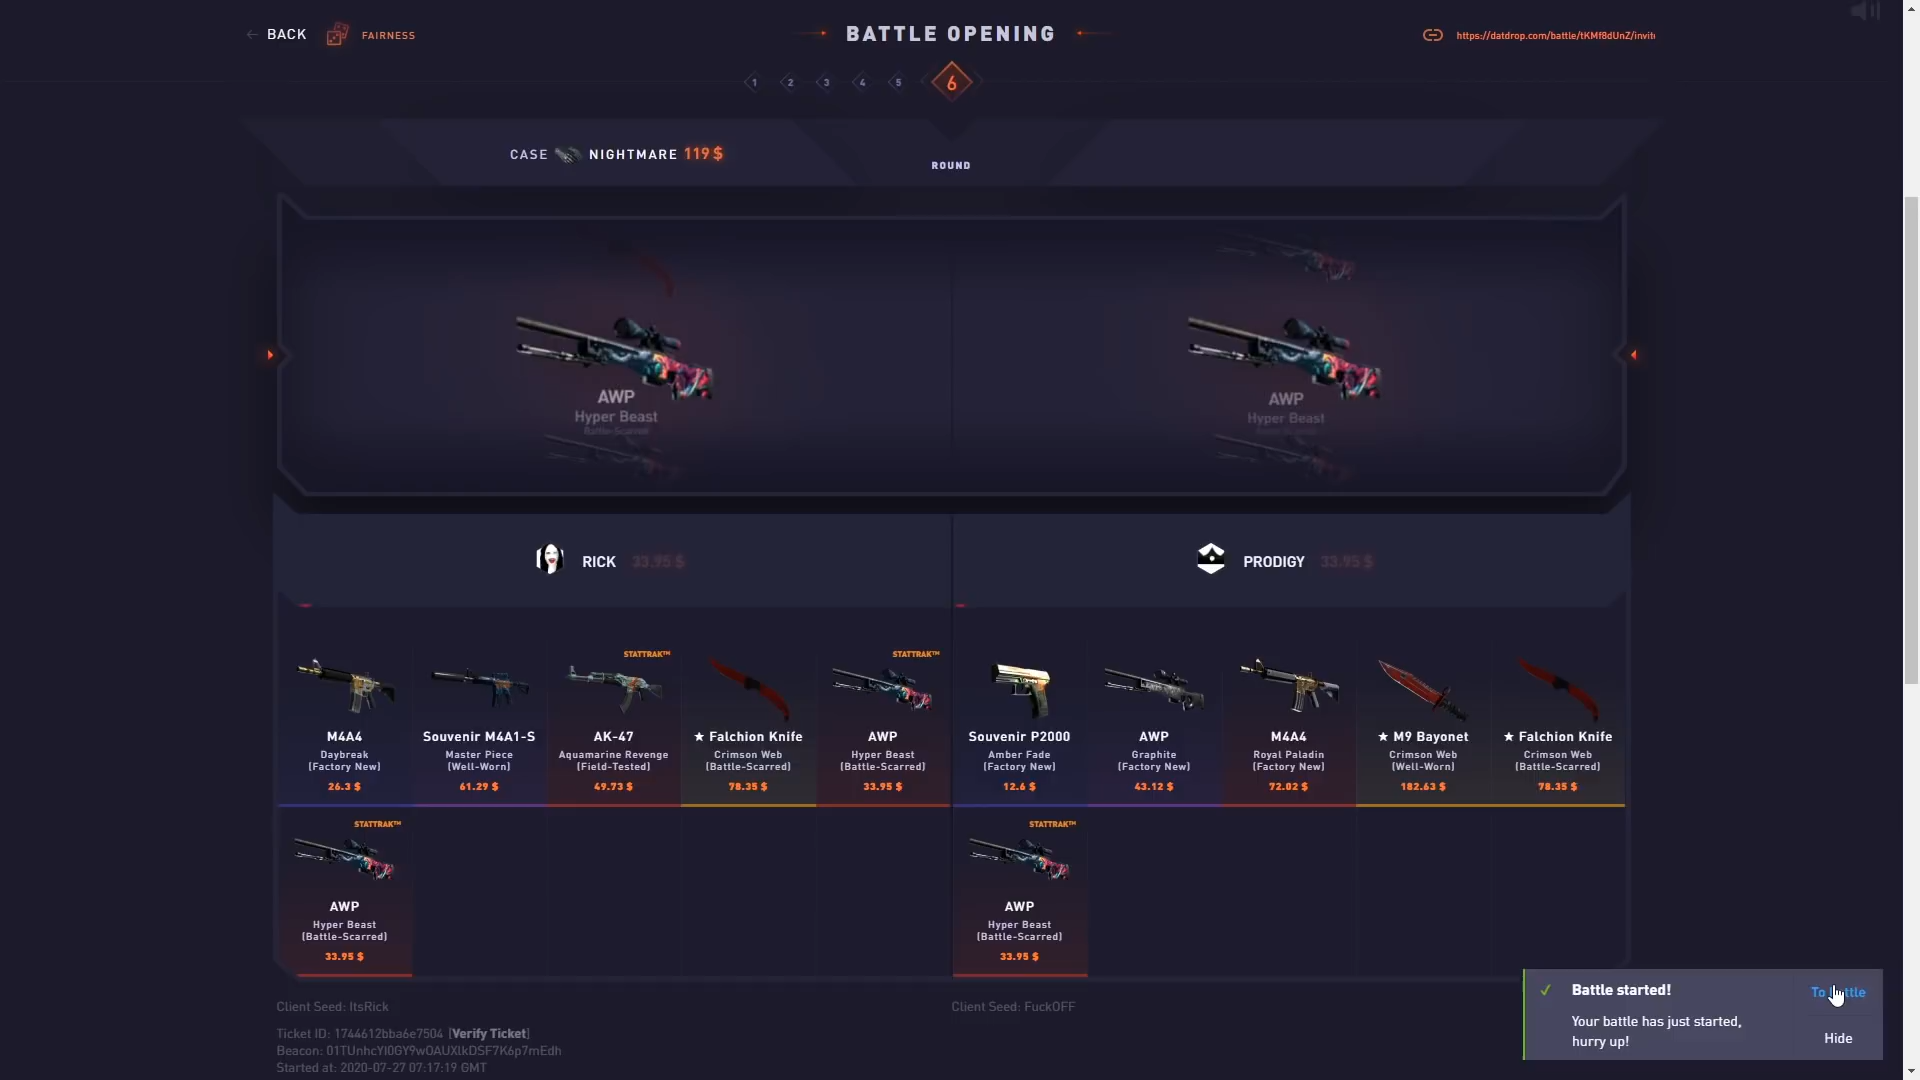 BACK
FAIRNESS
BATTLE OPENING
https://datdrop.com/battle/tKMf8dUnZ/invit
1 2 3 4 5 6
CASE NIGHTMARE 119 $
ROUND
AWP
Hyper Beast
Battle-Scarred
AWP
Hyper Beast
RICK 33.95 $
PRODIGY 33.95 $
STATTRAK™ STATTRAK™
M4A4 Souvenir M4A1-S AK-47 ★ Falchion Knife AWP Souvenir P2000 AWP M4A4 ★ M9 Bayonet ★ Falchion Knife
Daybreak Master Piece Aquamarine Revenge Crimson Web Hyper Beast Amber Fade Graphite Royal Paladin Crimson Web Crimson Web
(Factory New) (Well-Worn) (Field-Tested) (Battle-Scarred) (Battle-Scarred) (Factory New) (Factory New) (Factory New) (Well-Worn) (Battle-Scarred)
26.3 $ 61.29 $ 49.73 $ 78.35 $ 33.95 $ 12.6 $ 43.12 $ 72.02 $ 182.63 $ 78.35 $
STATTRAK™ STATTRAK™
AWP AWP
Hyper Beast Hyper Beast
(Battle-Scarred) (Battle-Scarred)
33.95 $ 33.95 $
Client Seed: ItsRick
Client Seed: FuckOFF
Ticket ID: 1744612bba6e7504 [Verify Ticket]
Started at: 2020-07-27 07:17:19 GMT
Battle started!
Your battle has just started,
hurry up!
To
Hide